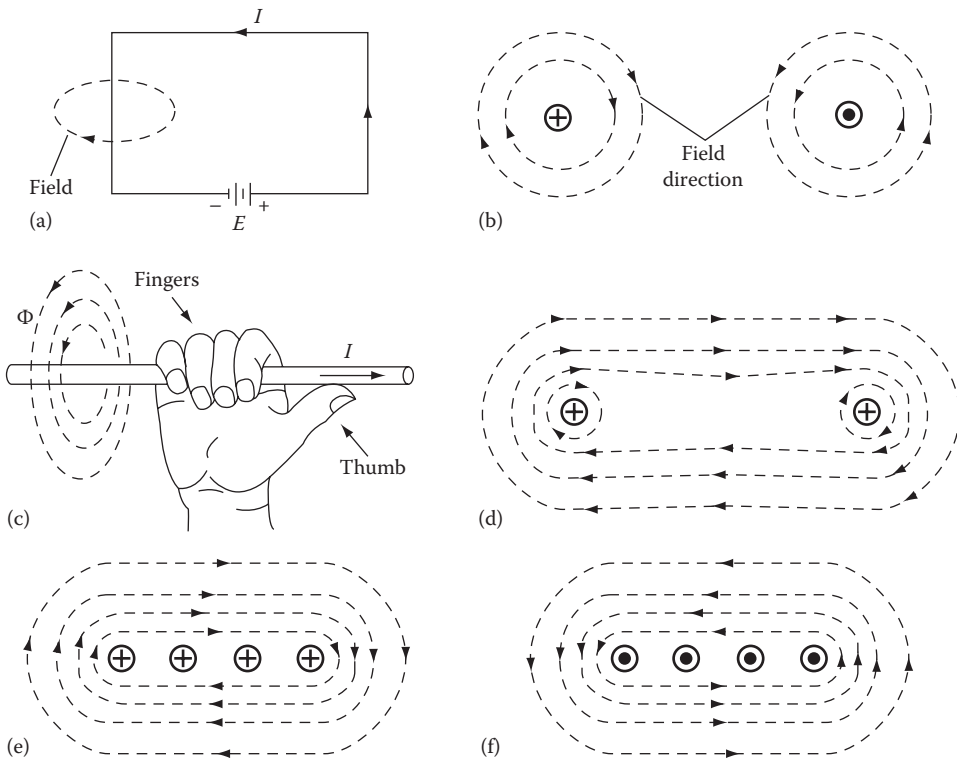 I
Field
− +
E
(a)
Field
direction
(b)
Fingers
Φ
I
Thumb
(c)
(d)
(e)
(f)